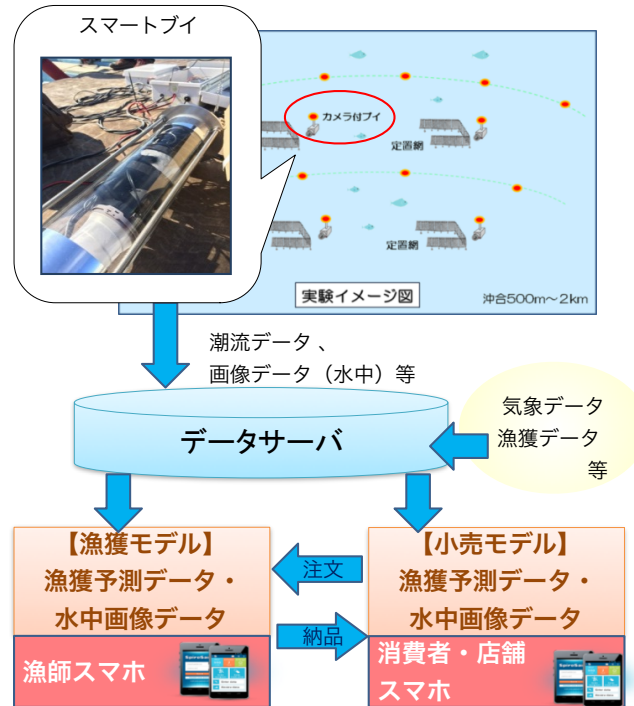 スマートブイ
カメラ付ブイ
定置網
定置網
実験イメージ図
沖合500m〜2km
潮流データ 、
画像データ（水中）等
気象データ
漁獲データ
等
データサーバ
【漁獲モデル】
漁獲予測データ・
水中画像データ
漁師スマホ
注文
納品
【小売モデル】
漁獲予測データ・
水中画像データ
消費者・店舗
スマホ